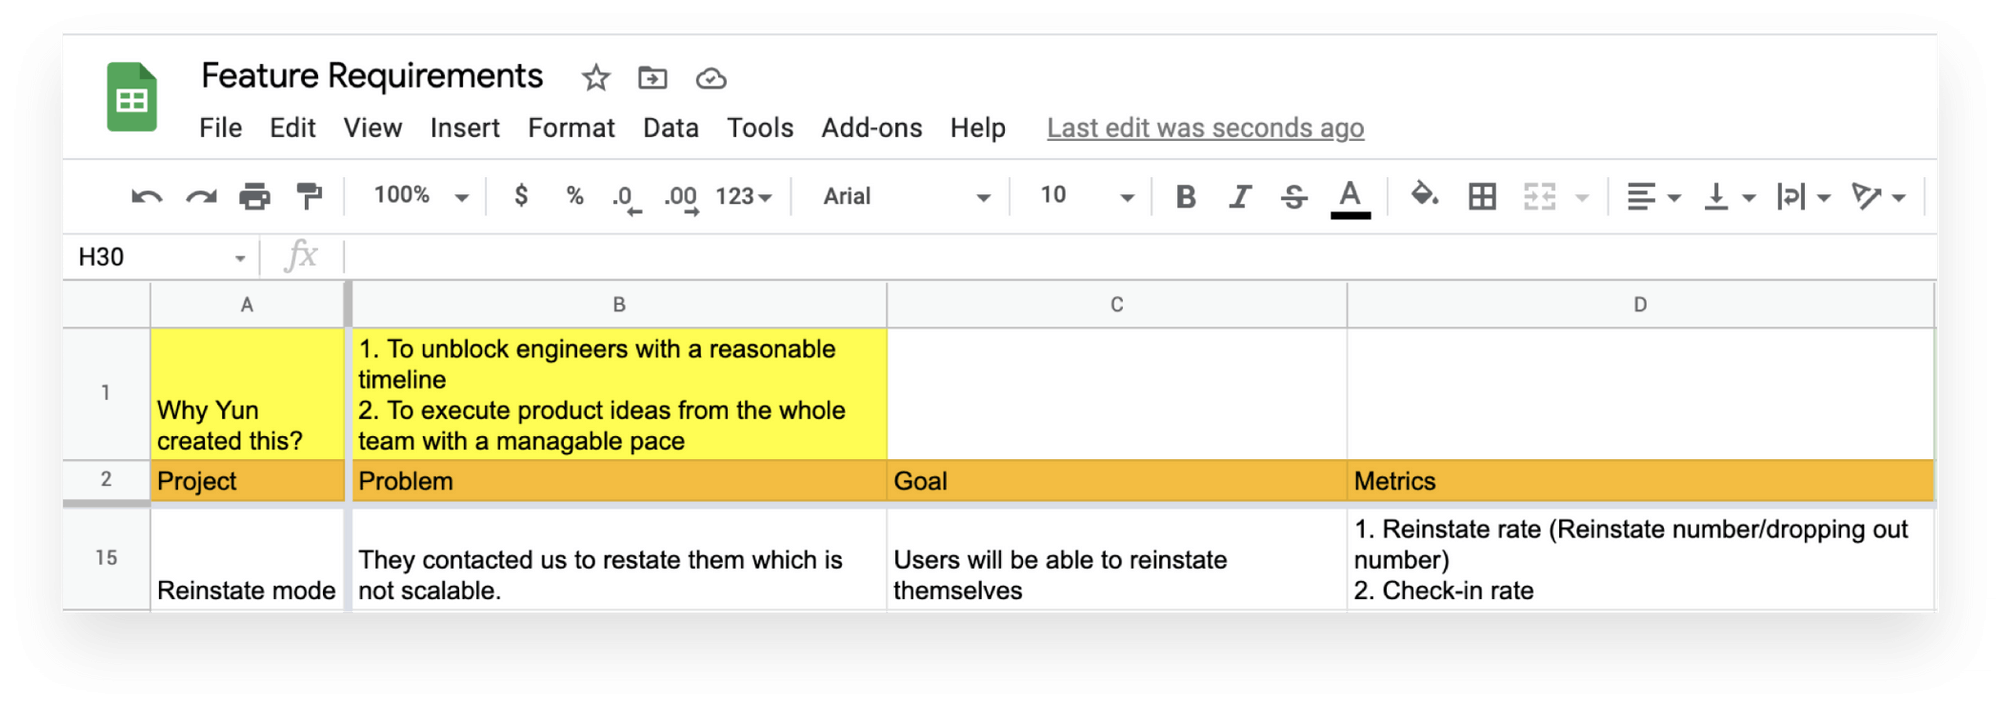 Feature Requirements
File Edit View Insert Format Data Tools Add-ons Help Last edit was seconds ago
100% $ % .0 .00 123 Arial 10 B I S A
H30 fx
A B C D
1
Why Yun
created this?
1. To unblock engineers with a reasonable
timeline
2. To execute product ideas from the whole
team with a managable pace
2 Project Problem Goal Metrics
15
Reinstate mode
They contacted us to restate them which is
not scalable.
Users will be able to reinstate
themselves
1. Reinstate rate (Reinstate number/dropping out
number)
2. Check-in rate